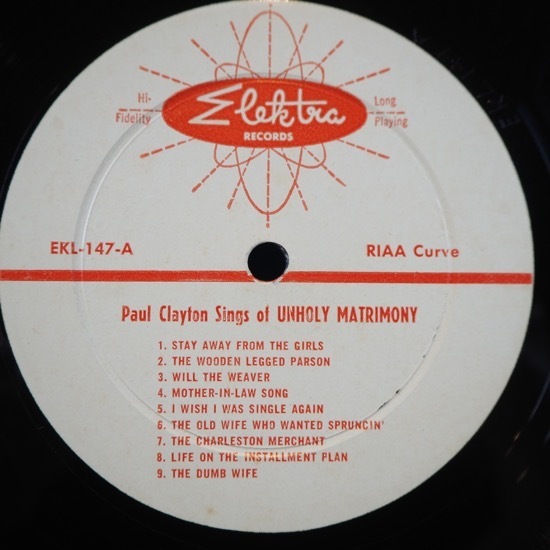 Elektra
RECORDS
Hi-
Fidelity
Long
Playing
EKL-147-A
RIAA Curve
Paul Clayton Sings of UNHOLY MATRIMONY
1. STAY AWAY FROM THE GIRLS
2. THE WOODEN LEGGED PARSON
3. WILL THE WEAVER
4. MOTHER-IN-LAW SONG
5. I WISH I WAS SINGLE AGAIN
6. THE OLD WIFE WHO WANTED SPRUNCIN'
7. THE CHARLESTON MERCHANT
8. LIFE ON THE INSTALLMENT PLAN
9. THE DUMB WIFE